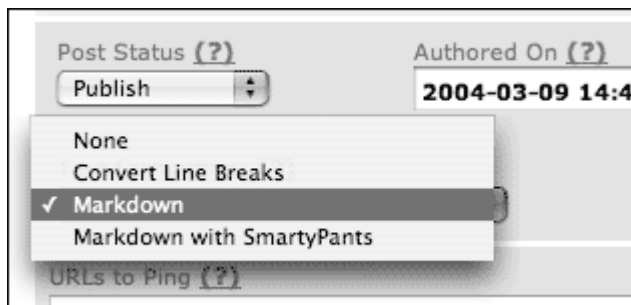 Post Status (?)
Authored On (?)
Publish
2004-03-09 14:4
None
Convert Line Breaks
✓ Markdown
Markdown with SmartyPants
URLs to Ping (?)